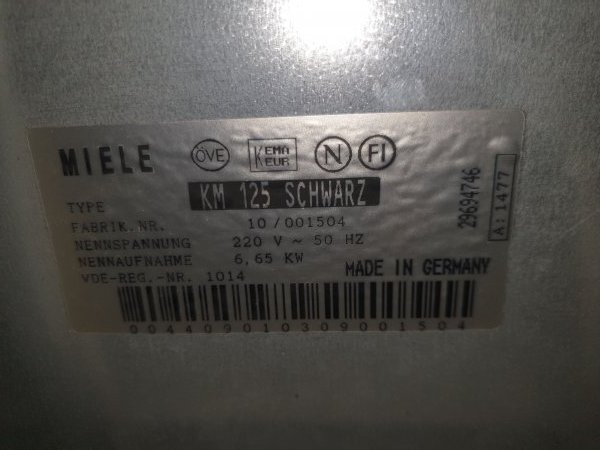 MIELE ÖVE KEMA KEUR N FI
TYPE KM 125 SCHWARZ
FABRIK.NR. 10/001504
NENNSPANNUNG 220 V ~ 50 HZ
NENNAUFNAHME 6,65 KW
VDE-REG.-NR. 1014
MADE IN GERMANY
29694746
A:1477
004409010309001504